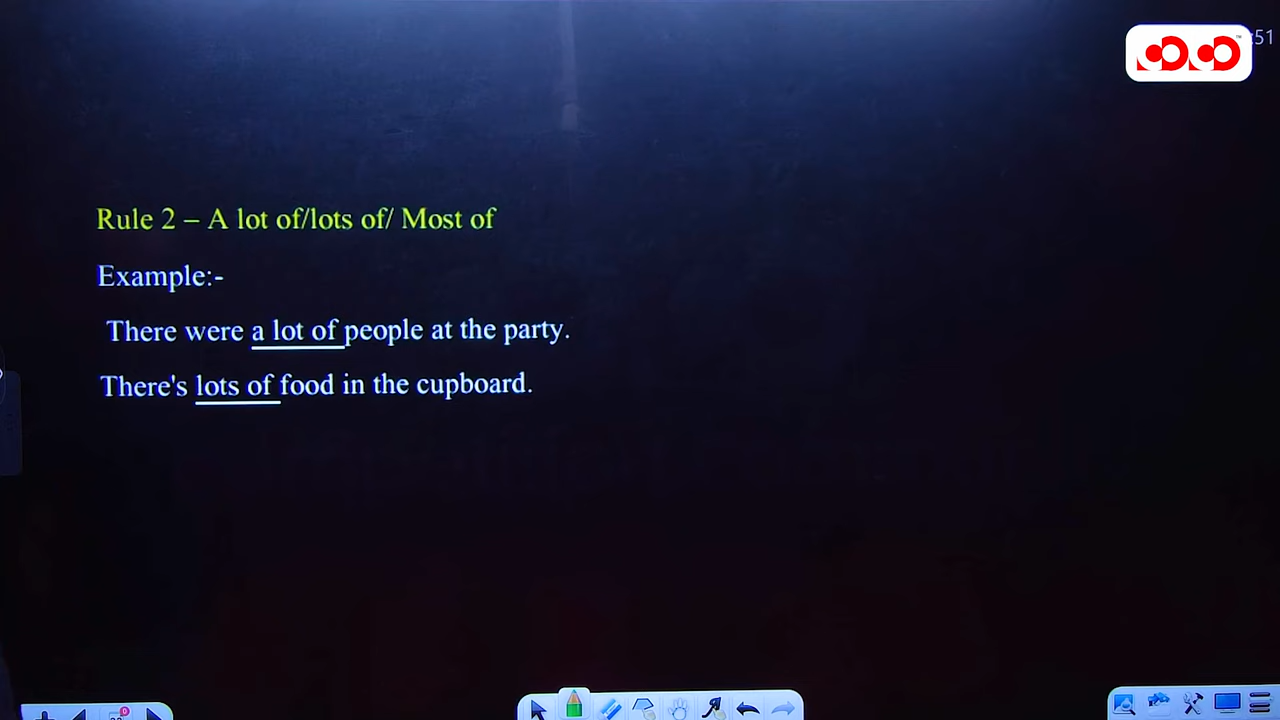 :51
Rule 2 – A lot of/lots of/ Most of
Example:-
There were a lot of people at the party.
There's lots of food in the cupboard.